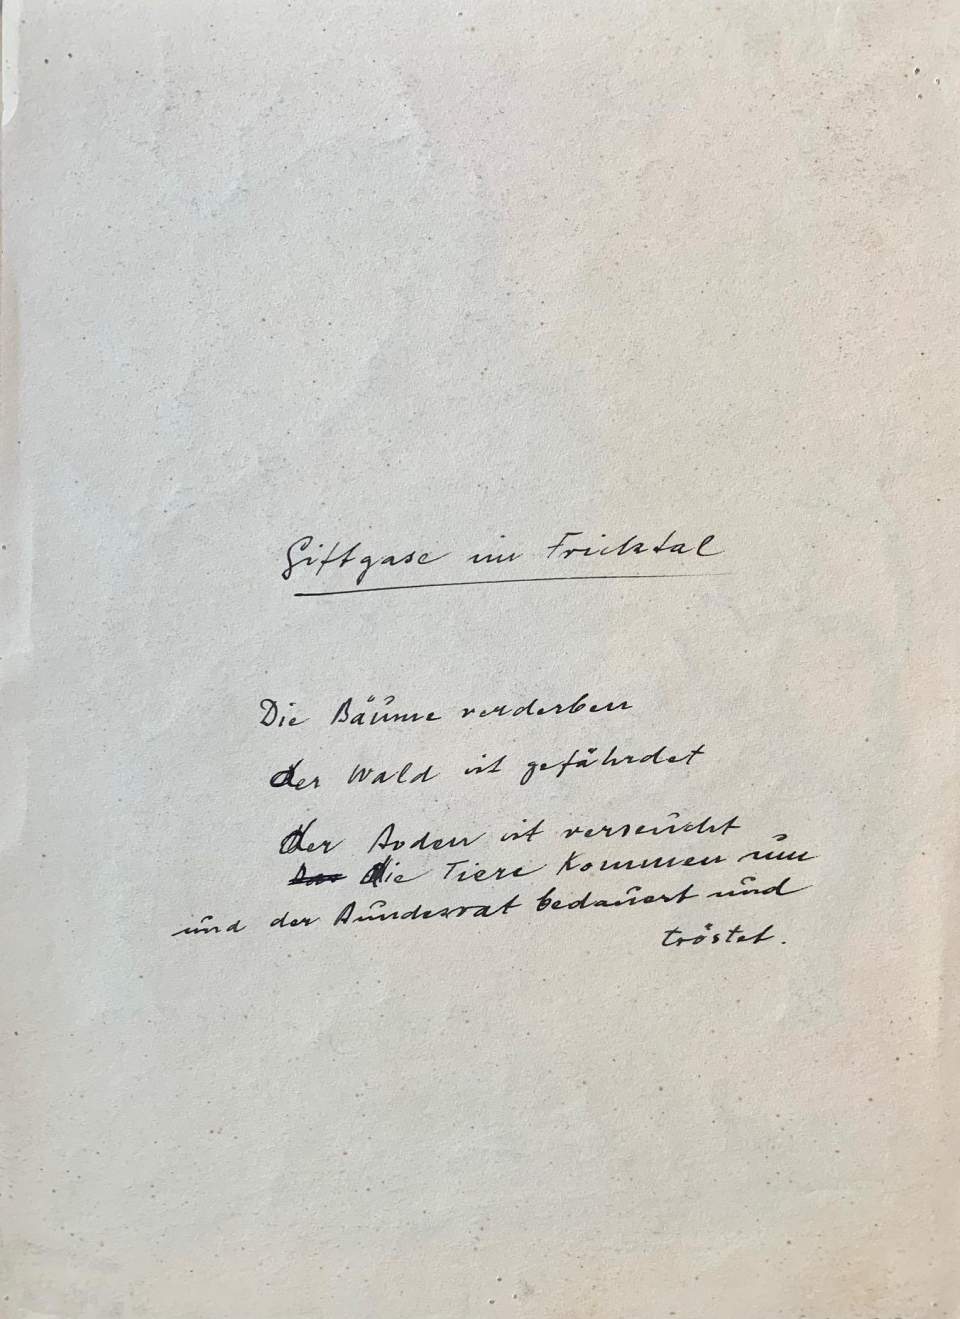 Giftgase im Fricktal
Die Bäume verderben
der Wald ist gefährdet
der Boden ist verseucht
die Tiere kommen um
und der Bundesrat bedauert und
tröstet.